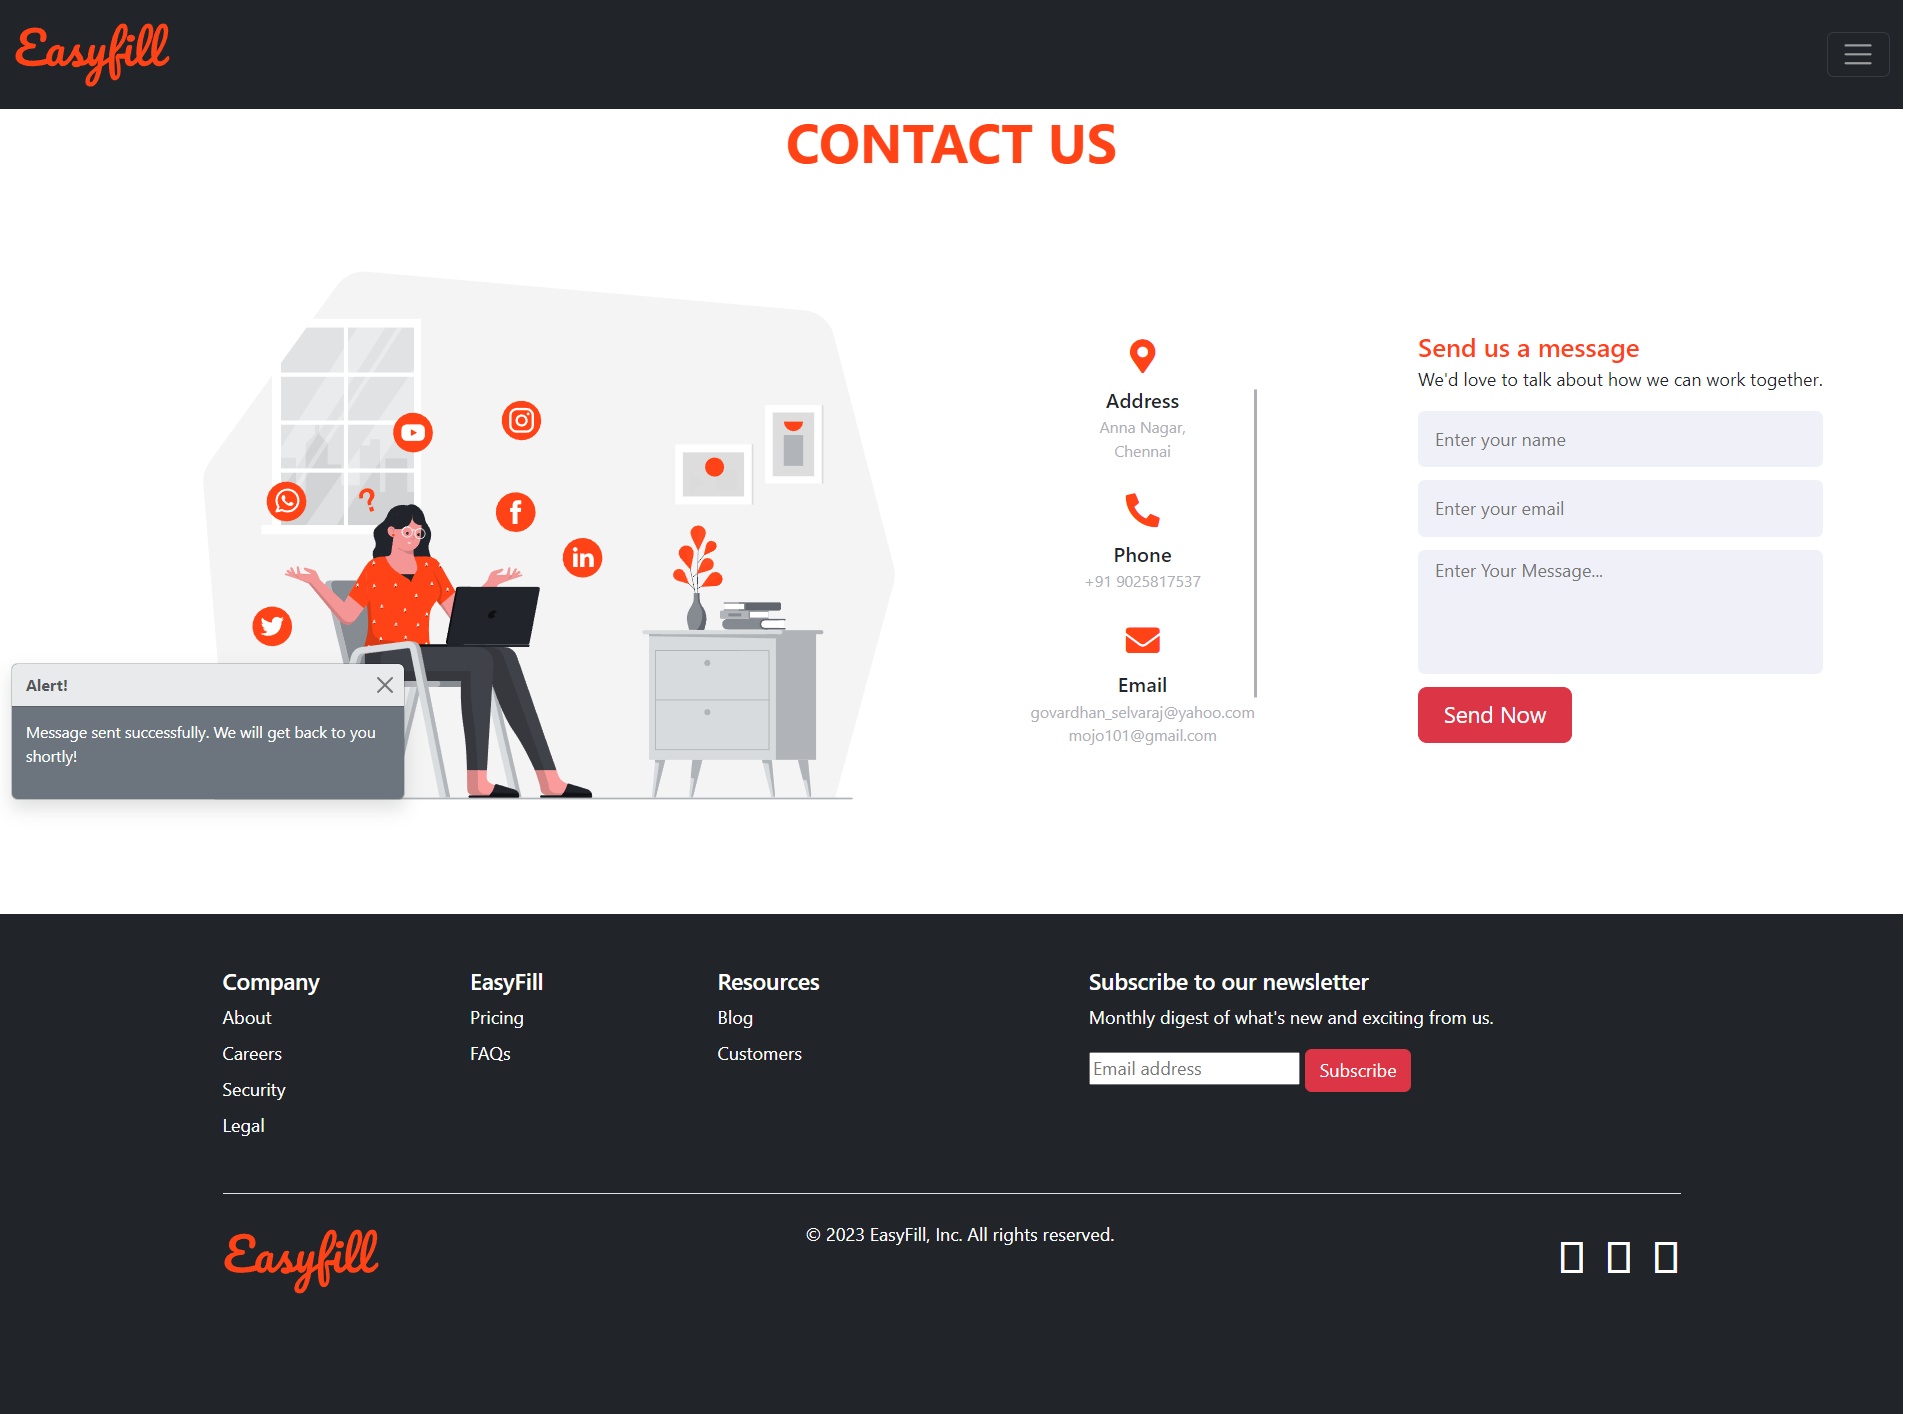 Easyfill
CONTACT US
Address
Anna Nagar,
Chennai
Phone
+91 9025817537
Email
govardhan_selvaraj@yahoo.com
mojo101@gmail.com
Send us a message
We'd love to talk about how we can work together.
Enter your name
Enter your email
Enter Your Message...
Send Now
?
f
in
Alert!
Message sent successfully. We will get back to you
shortly!
Company
About
Careers
Security
Legal
EasyFill
Pricing
FAQs
Resources
Blog
Customers
Subscribe to our newsletter
Monthly digest of what's new and exciting from us.
Email address
Subscribe
Easyfill
© 2023 EasyFill, Inc. All rights reserved.